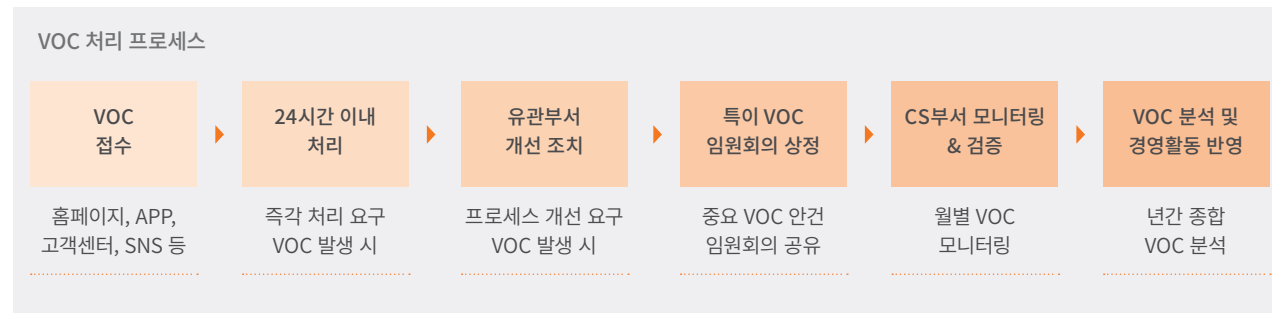 VOC 처리 프로세스
VOC
접수
24시간 이내
처리
유관부서
개선 조치
특이 VOC
임원회의 상정
CS부서 모니터링
& 검증
VOC 분석 및
경영활동 반영
홈페이지, APP,
고객센터, SNS 등
즉각 처리 요구
VOC 발생 시
프로세스 개선 요구
VOC 발생 시
중요 VOC 안건
임원회의 공유
월별 VOC
모니터링
년간 종합
VOC 분석